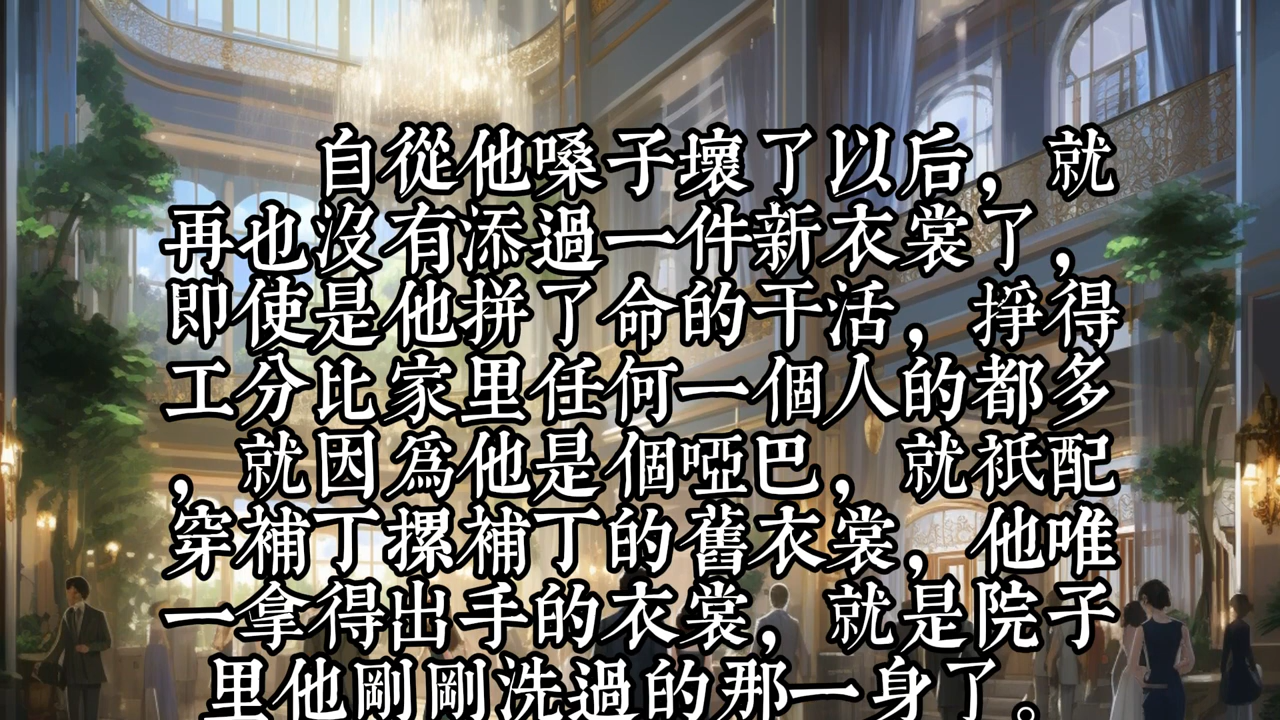 自從他嗓子壞了以后，就
再也沒有添過一件新衣裳了，
即使是他拼了命的干活，掙得
工分比家里任何一個人的都多
，就因爲他是個啞巴，就衹配
穿補丁摞補丁的舊衣裳，他唯
一拿得出手的衣裳，就是院子
里他剛剛洗過的那一身了。